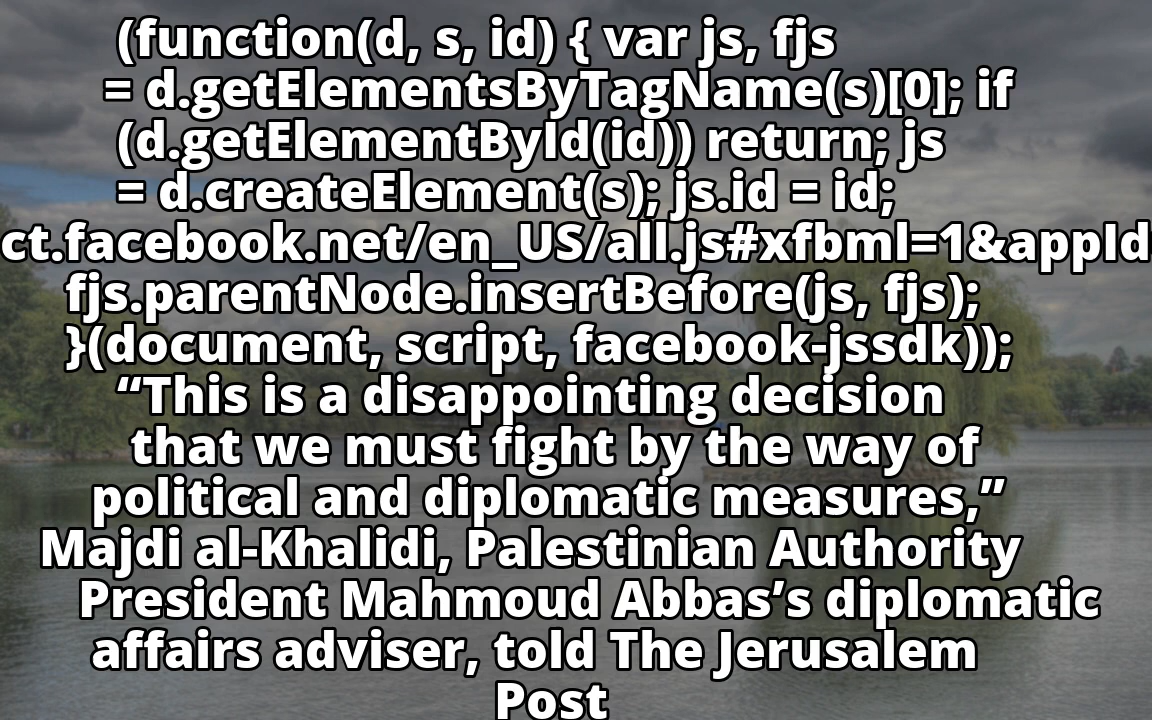 (function(d, s, id) { var js, fjs
= d.getElementsByTagName(s)[0]; if
(d.getElementById(id)) return; js
= d.createElement(s); js.id = id;
ct.facebook.net/en_US/all.js#xfbml=1&appId
fjs.parentNode.insertBefore(js, fjs);
}(document, script, facebook-jssdk));
“This is a disappointing decision
that we must fight by the way of
political and diplomatic measures,”
Majdi al-Khalidi, Palestinian Authority
President Mahmoud Abbas’s diplomatic
affairs adviser, told The Jerusalem
Post